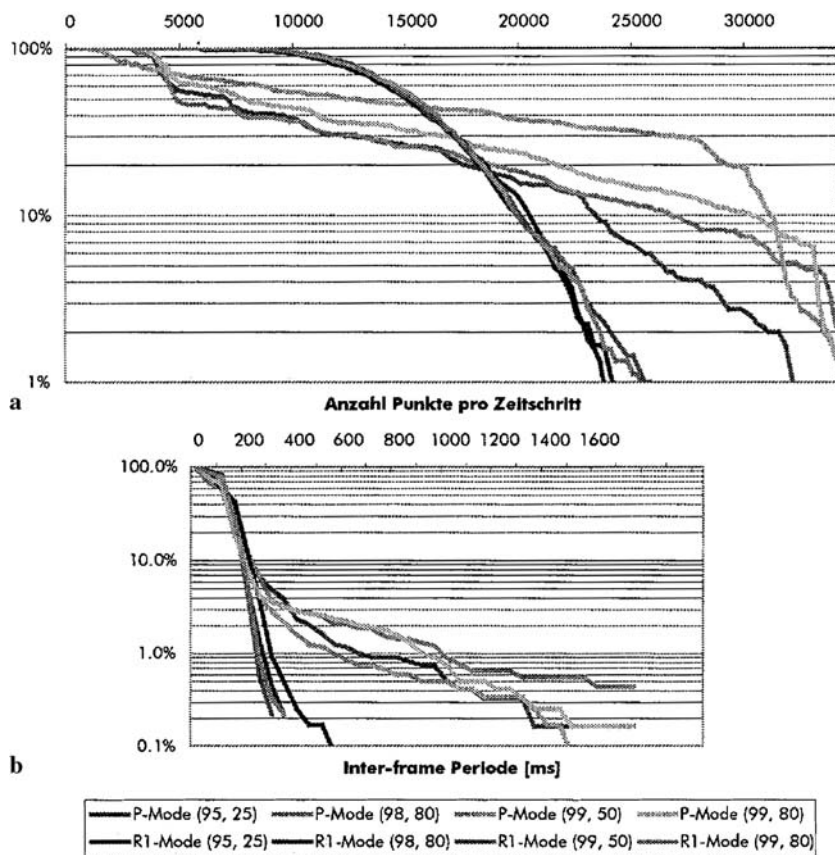 0 5000 10000 15000 20000 25000 30000
100%
10%
1%
a
Anzahl Punkte pro Zeitschritt
0 200 400 600 800 1000 1200 1400 1600
100.0%
10.0%
1.0%
0.1%
b
Inter-frame Periode [ms]
P-Mode (95, 25) P-Mode (98, 80) P-Mode (99, 50) P-Mode (99, 80)
R1-Mode (95, 25) R1-Mode (98, 80) R1-Mode (99, 50) R1-Mode (99, 80)